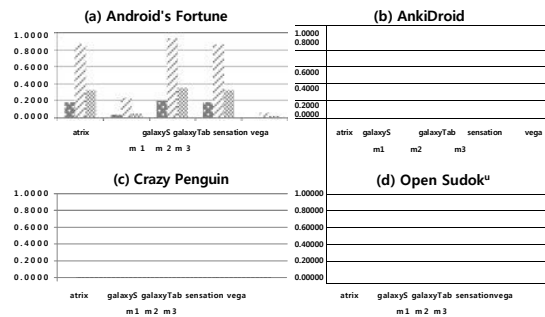 (a) Android's Fortune
1.0000
0.8000
0.6000
0.4000
0.2000
0.0000
atrix galaxyS galaxyTab sensation vega
m1 m2 m3
(b) AnkiDroid
1.0000
0.8000
0.6000
0.4000
0.2000
0.0000
atrix galaxyS galaxyTab sensation vega
m1 m2 m3
(c) Crazy Penguin
1.0000
0.8000
0.6000
0.4000
0.2000
0.0000
atrix galaxyS galaxyTab sensation vega
m1 m2 m3
(d) Open Sudoku
1.00000
0.80000
0.60000
0.40000
0.20000
0.00000
atrix galaxyS galaxyTab sensationvega
m1 m2 m3